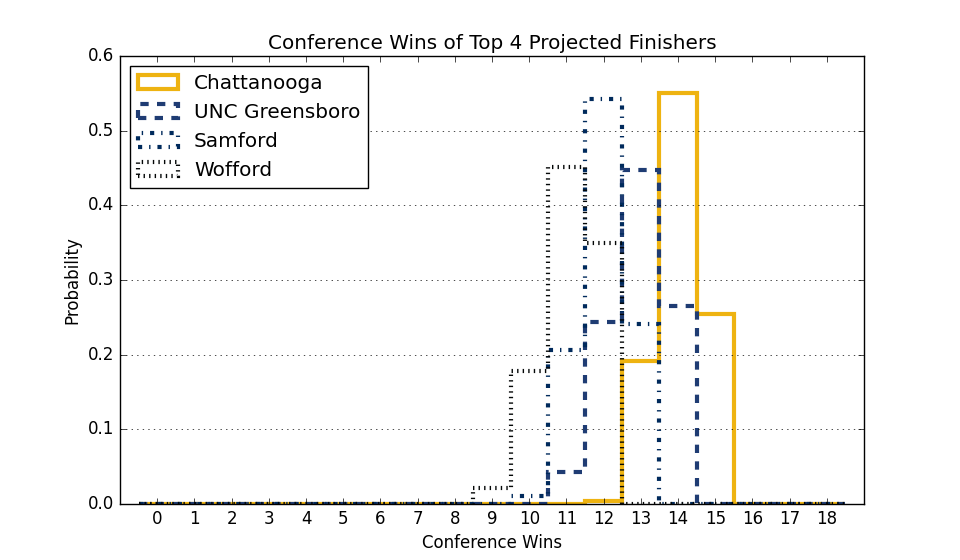 Conference Wins of Top 4 Projected Finishers
Chattanooga
UNC Greensboro
Samford
Wofford
0.6
0.5
0.4
0.3
0.2
0.1
0.0
Probability
0 1 2 3 4 5 6 7 8 9 10 11 12 13 14 15 16 17 18
Conference Wins